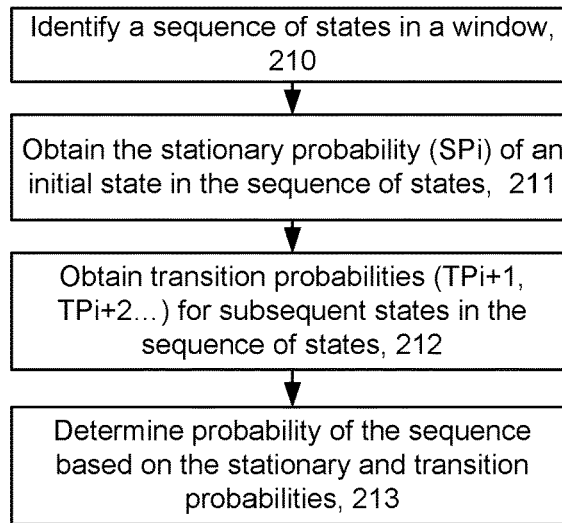 Identify a sequence of states in a window,
210
Obtain the stationary probability (SPi) of an
initial state in the sequence of states, 211
Obtain transition probabilities (TPi+1,
TPi+2...) for subsequent states in the
sequence of states, 212
Determine probability of the sequence
based on the stationary and transition
probabilities, 213